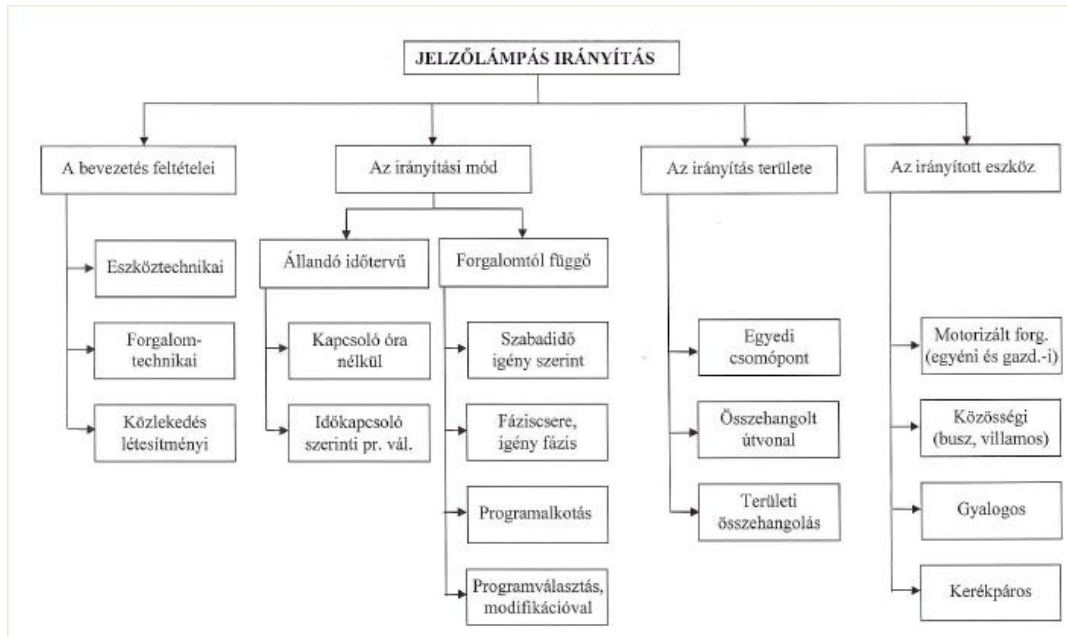 JELZŐLÁMPÁS IRÁNYÍTÁS
A bevezetés feltételei
Az irányítási mód
Az irányítás területe
Az irányított eszköz
Eszköztechnikai
Forgalom-
technikai
Közlekedés
létesítményi
Állandó időtervű
Kapcsoló óra
nélkül
Időkapcsoló
szerinti pr. vál.
Forgalomtól függő
Szabadidő
igény szerint
Fáziscsere,
igény fázis
Programalkotás
Programválasztás,
modifikációval
Egyedi
csomópont
Összehangolt
útvonal
Területi
összehangolás
Motorizált forg.
(egyéni és gazd.-i)
Közösségi
(busz, villamos)
Gyalogos
Kerékpáros